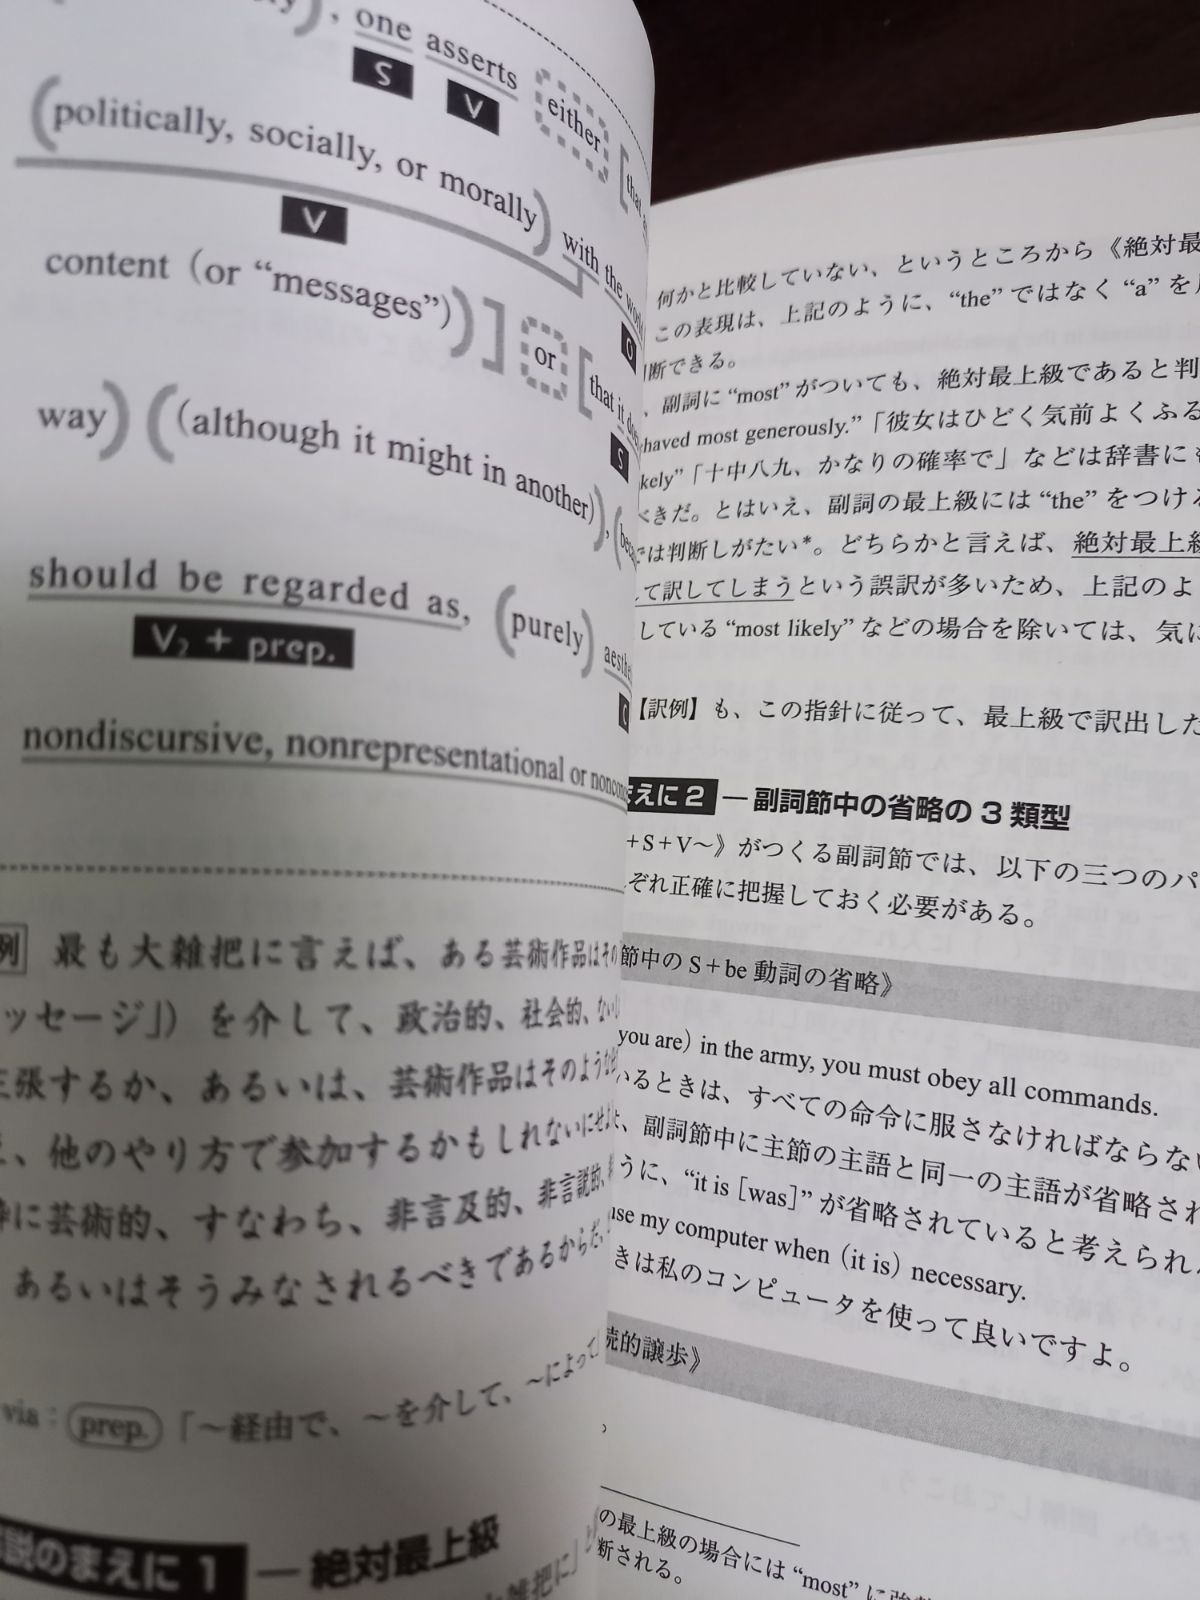 , one asserts either
S V
(politically, socially, or morally) with the
V O
content (or “messages”))] or [that it
S
way) ((although it might in another)),
should be regarded as, (purely)
V₂ + prep. C
nondiscursive, nonrepresentational or
例 最も大雑把に言えば、ある芸術作品はその
ッセージ」）を介して、政治的、社会的、ない
張するか、あるいは、芸術作品はそのような
、他のやり方で参加するかもしれないにせよ
に芸術的、すなわち、非言及的、非言説的、
あるいはそうみなされるべきであるからだ
via：prep.「〜経由で、〜を介して、〜によって」
説のまえに 1 ― 絶対最上級
何かと比較していない、というところから《絶対最
この表現は、上記のように、“the”ではなく“a”を
断できる。
、副詞に“most”がついても、絶対最上級であると判
haved most generously.”「彼女はひどく気前よくふる
kely”「十中八九、かなりの確率で」などは辞書に
べきだ。とはいえ、副詞の最上級には“the”をつける
では判断しがたい*。どちらかと言えば、絶対最上級
て訳してしまうという誤訳が多いため、上記のよ
している“most likely”などの場合を除いては、気に
【訳例】も、この指針に従って、最上級で訳出した
まえに 2 ― 副詞節中の省略の 3 類型
+S+V〜》がつくる副詞節では、以下の三つのパ
ぞれ正確に把握しておく必要がある。
節中の S+be 動詞の省略》
you are) in the army, you must obey all commands.
いるときは、すべての命令に服さなければならない
、副詞節中に主節の主語と同一の主語が省略され
うに、“it is [was]”が省略されていると考えられ
use my computer when (it is) necessary.
きは私のコンピュータを使って良いですよ。
続的譲歩》
の最上級の場合には“most”に強
断される。